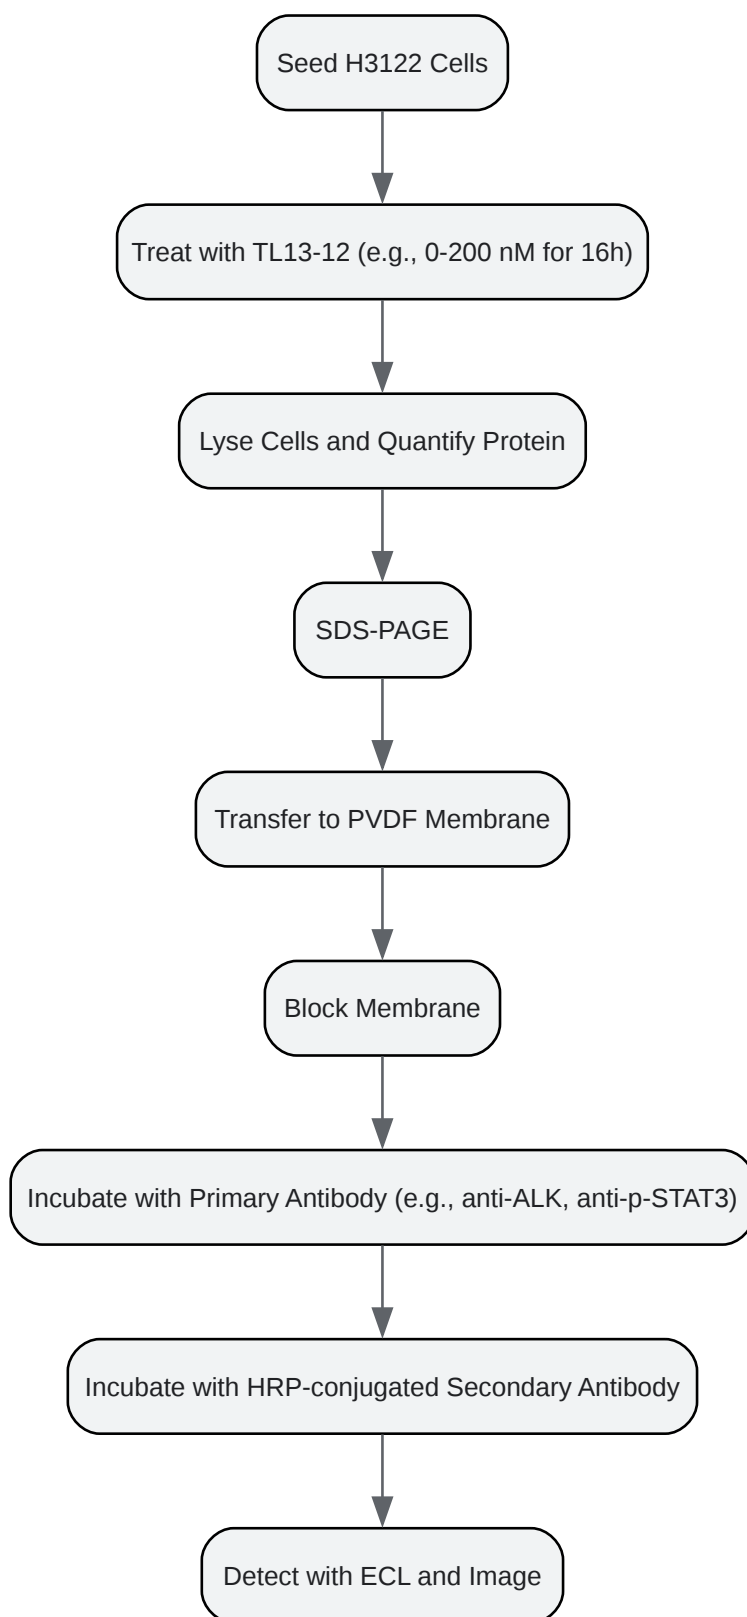 Seed H3122 Cells
Treat with TL13-12 (e.g., 0-200 nM for 16h)
Lyse Cells and Quantify Protein
SDS-PAGE
Transfer to PVDF Membrane
Block Membrane
Incubate with Primary Antibody (e.g., anti-ALK, anti-p-STAT3)
Incubate with HRP-conjugated Secondary Antibody
Detect with ECL and Image